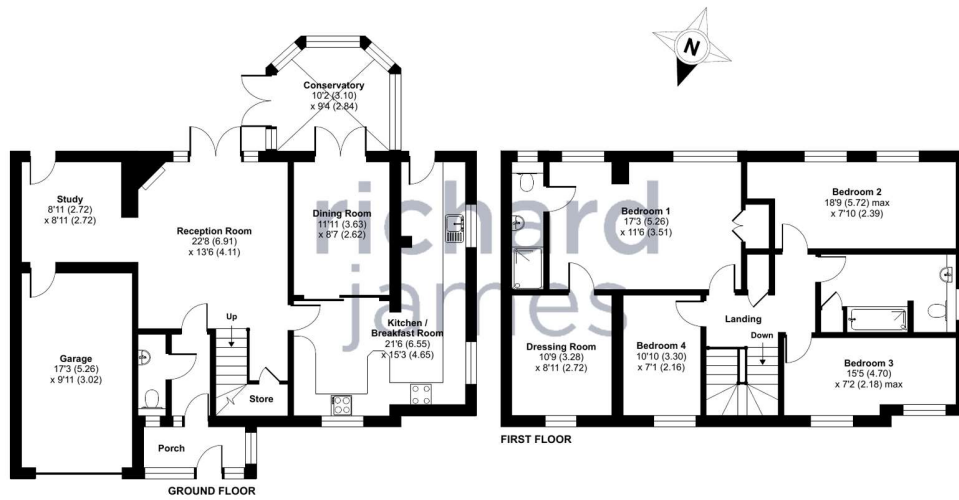 N
Conservatory
10'2 (3.10)
x 9'4 (2.84)
Study
8'11 (2.72)
x 8'11 (2.72)
Reception Room
22'8 (6.91)
x 13'6 (4.11)
Dining Room
11'11 (3.63)
x 8'7 (2.62)
Kitchen /
Breakfast Room
21'6 (6.55)
x 15'3 (4.65)
Garage
17'3 (5.26)
x 9'11 (3.02)
Up
Store
Porch
GROUND FLOOR
Bedroom 1
17'3 (5.26)
x 11'6 (3.51)
Bedroom 2
18'9 (5.72) max
x 7'10 (2.39)
Dressing Room
10'9 (3.28)
x 8'11 (2.72)
Bedroom 4
10'10 (3.30)
x 7'1 (2.16)
Landing
Down
Bedroom 3
15'5 (4.70)
x 7'2 (2.18) max
FIRST FLOOR
richard
james